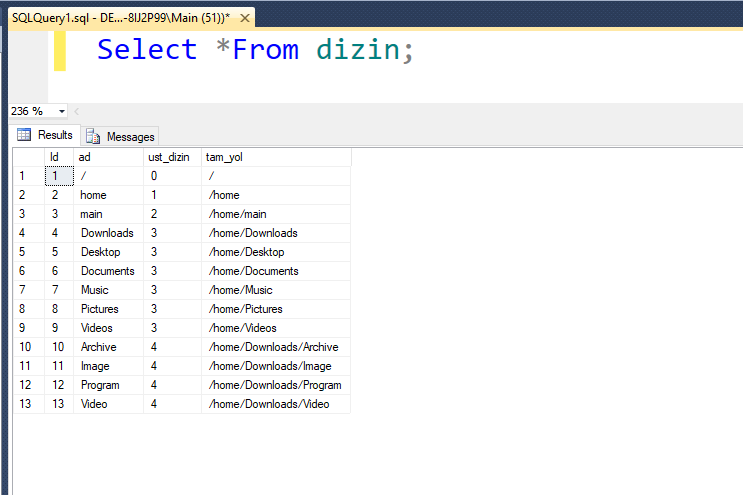 SQLQuery1.sql - DE...-8IJ2P99\Main (51))* ×
Select *From dizin;
236 %
Results Messages
Id ad ust_dizin tam_yol
1 1 / 0 /
2 2 home 1 /home
3 3 main 2 /home/main
4 4 Downloads 3 /home/Downloads
5 5 Desktop 3 /home/Desktop
6 6 Documents 3 /home/Documents
7 7 Music 3 /home/Music
8 8 Pictures 3 /home/Pictures
9 9 Videos 3 /home/Videos
10 10 Archive 4 /home/Downloads/Archive
11 11 Image 4 /home/Downloads/Image
12 12 Program 4 /home/Downloads/Program
13 13 Video 4 /home/Downloads/Video